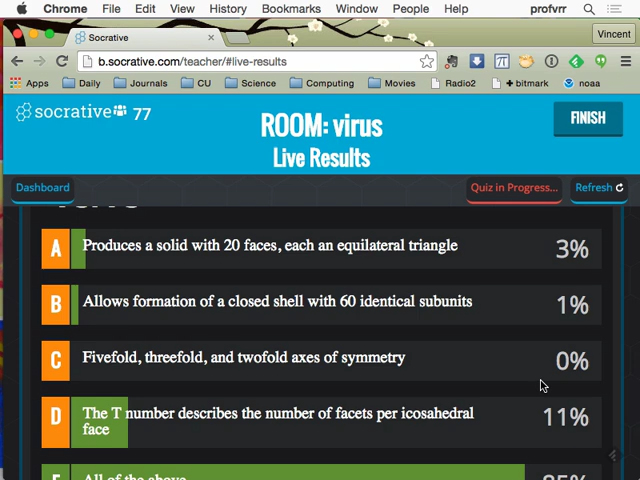 Chrome File Edit View History Bookmarks Window People Help profvrr
Socrative Vincent
b.socrative.com/teacher/#live-results
Apps Daily Journals CU Science Computing Movies Radio2 + bitmark noaa
socrative 77
ROOM: virus
Live Results
FINISH
Dashboard Quiz in Progress... Refresh
A Produces a solid with 20 faces, each an equilateral triangle 3%
B Allows formation of a closed shell with 60 identical subunits 1%
C Fivefold, threefold, and twofold axes of symmetry 0%
D The T number describes the number of facets per icosahedral face 11%
E All of the above 85%